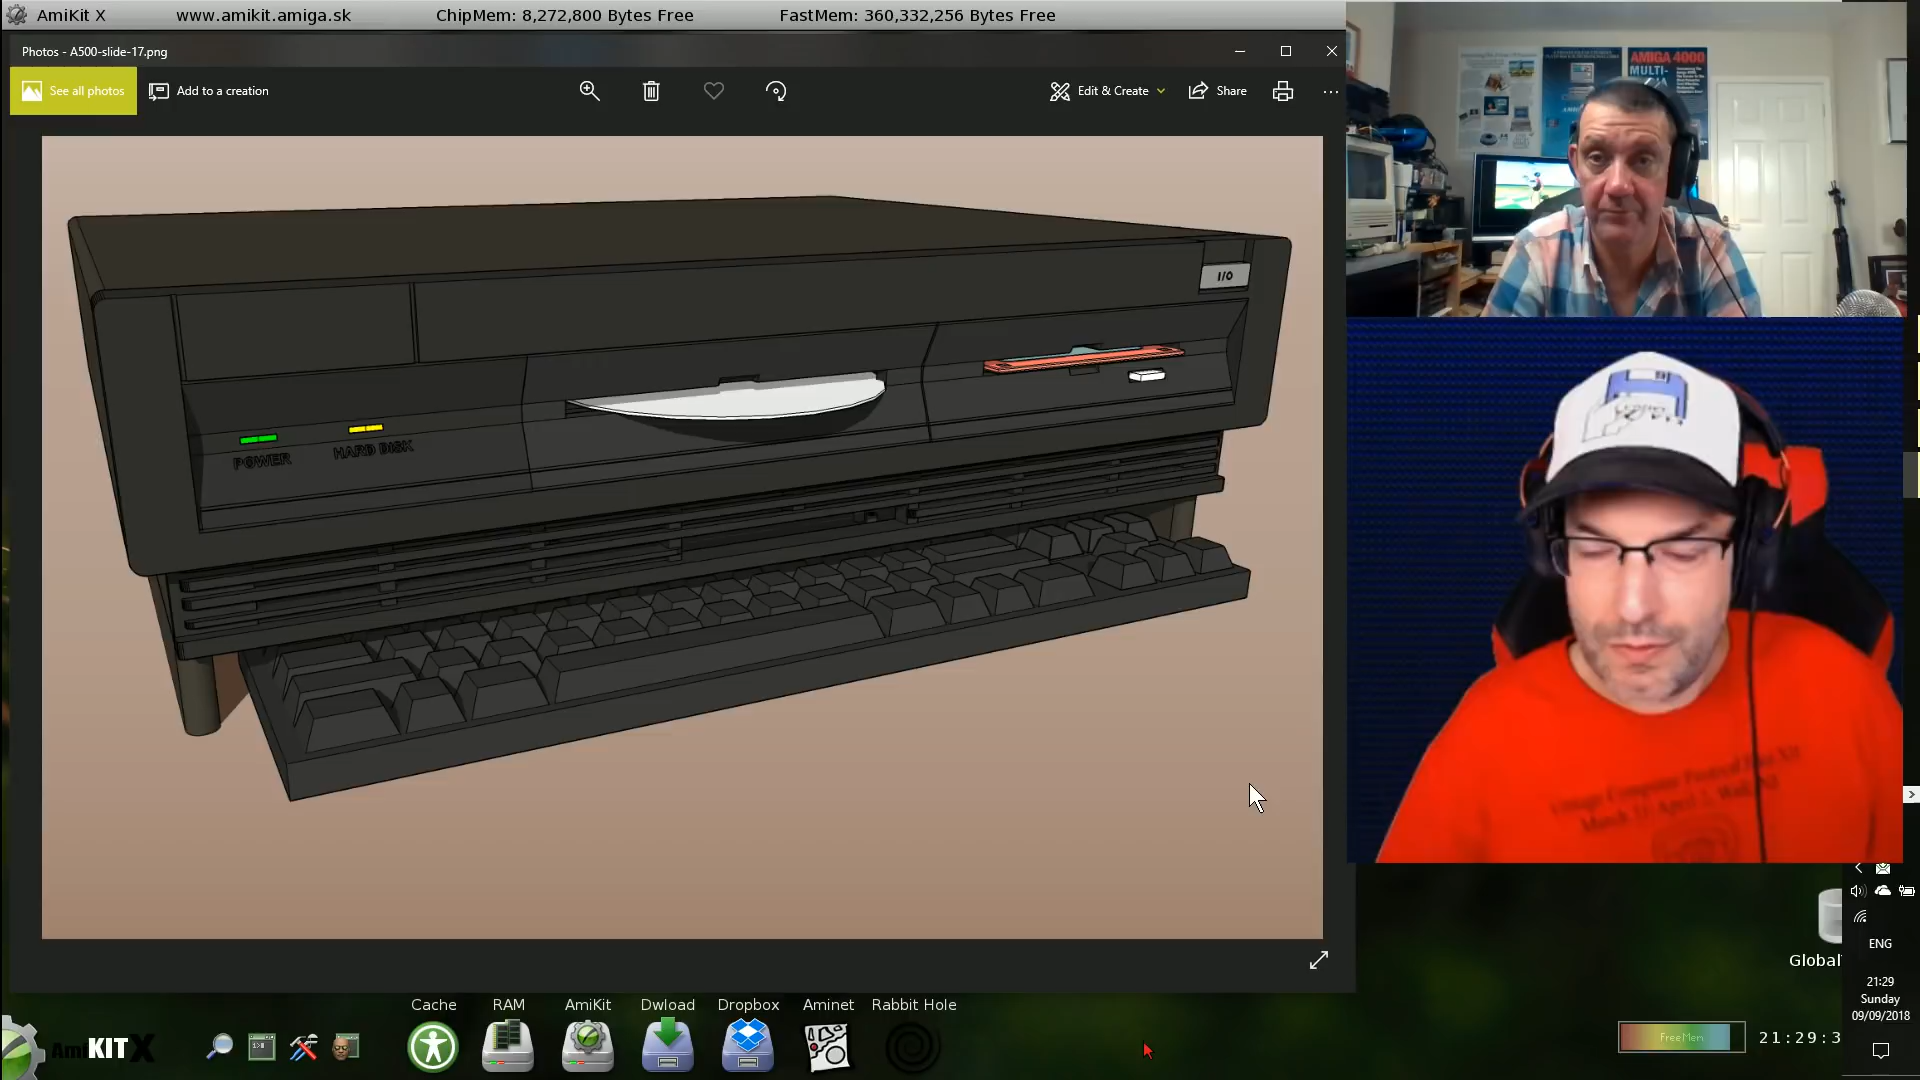 AmiKit X www.amikit.amiga.sk ChipMem: 8,272,800 Bytes Free FastMem: 360,332,256 Bytes Free
Photos - A500-slide-17.png
See all photos Add to a creation Edit & Create Share
AMIGA 4000
MULTI-
I/O
POWER HARD DISK
Global
ENG
21:29
Sunday
09/09/2018
Cache RAM AmiKit Dwload Dropbox Aminet Rabbit Hole
AmiKIT X
FreeMem
21:29:3